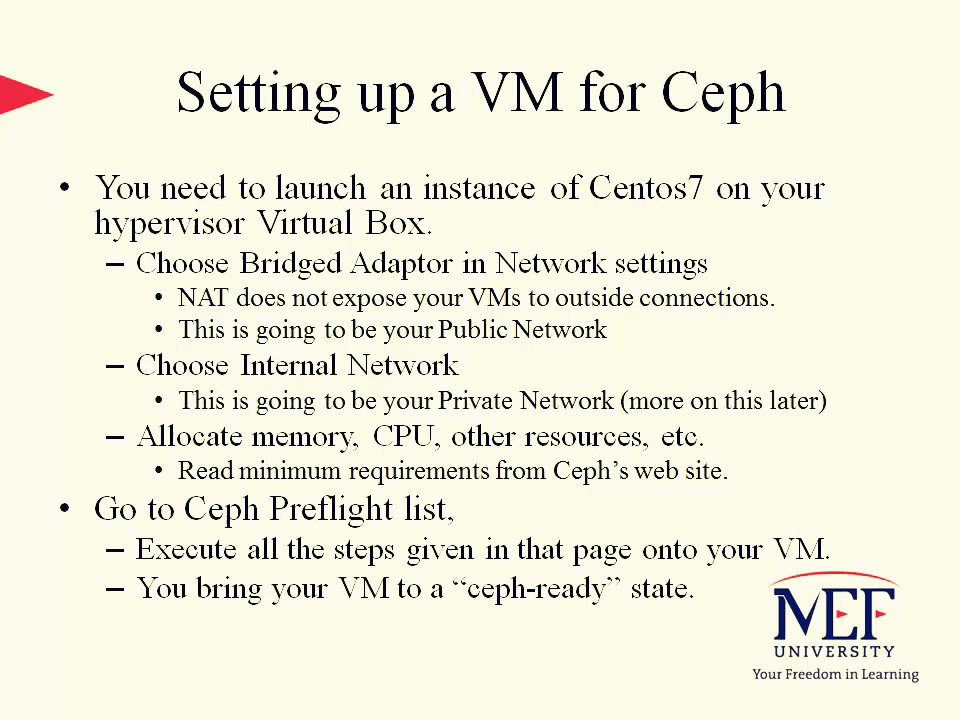 Setting up a VM for Ceph
• You need to launch an instance of Centos7 on your
hypervisor Virtual Box.
– Choose Bridged Adaptor in Network settings
• NAT does not expose your VMs to outside connections.
• This is going to be your Public Network
– Choose Internal Network
• This is going to be your Private Network (more on this later)
– Allocate memory, CPU, other resources, etc.
• Read minimum requirements from Ceph’s web site.
• Go to Ceph Preflight list,
– Execute all the steps given in that page onto your VM.
– You bring your VM to a “ceph-ready” state.
MEF
UNIVERSITY
Your Freedom in Learning